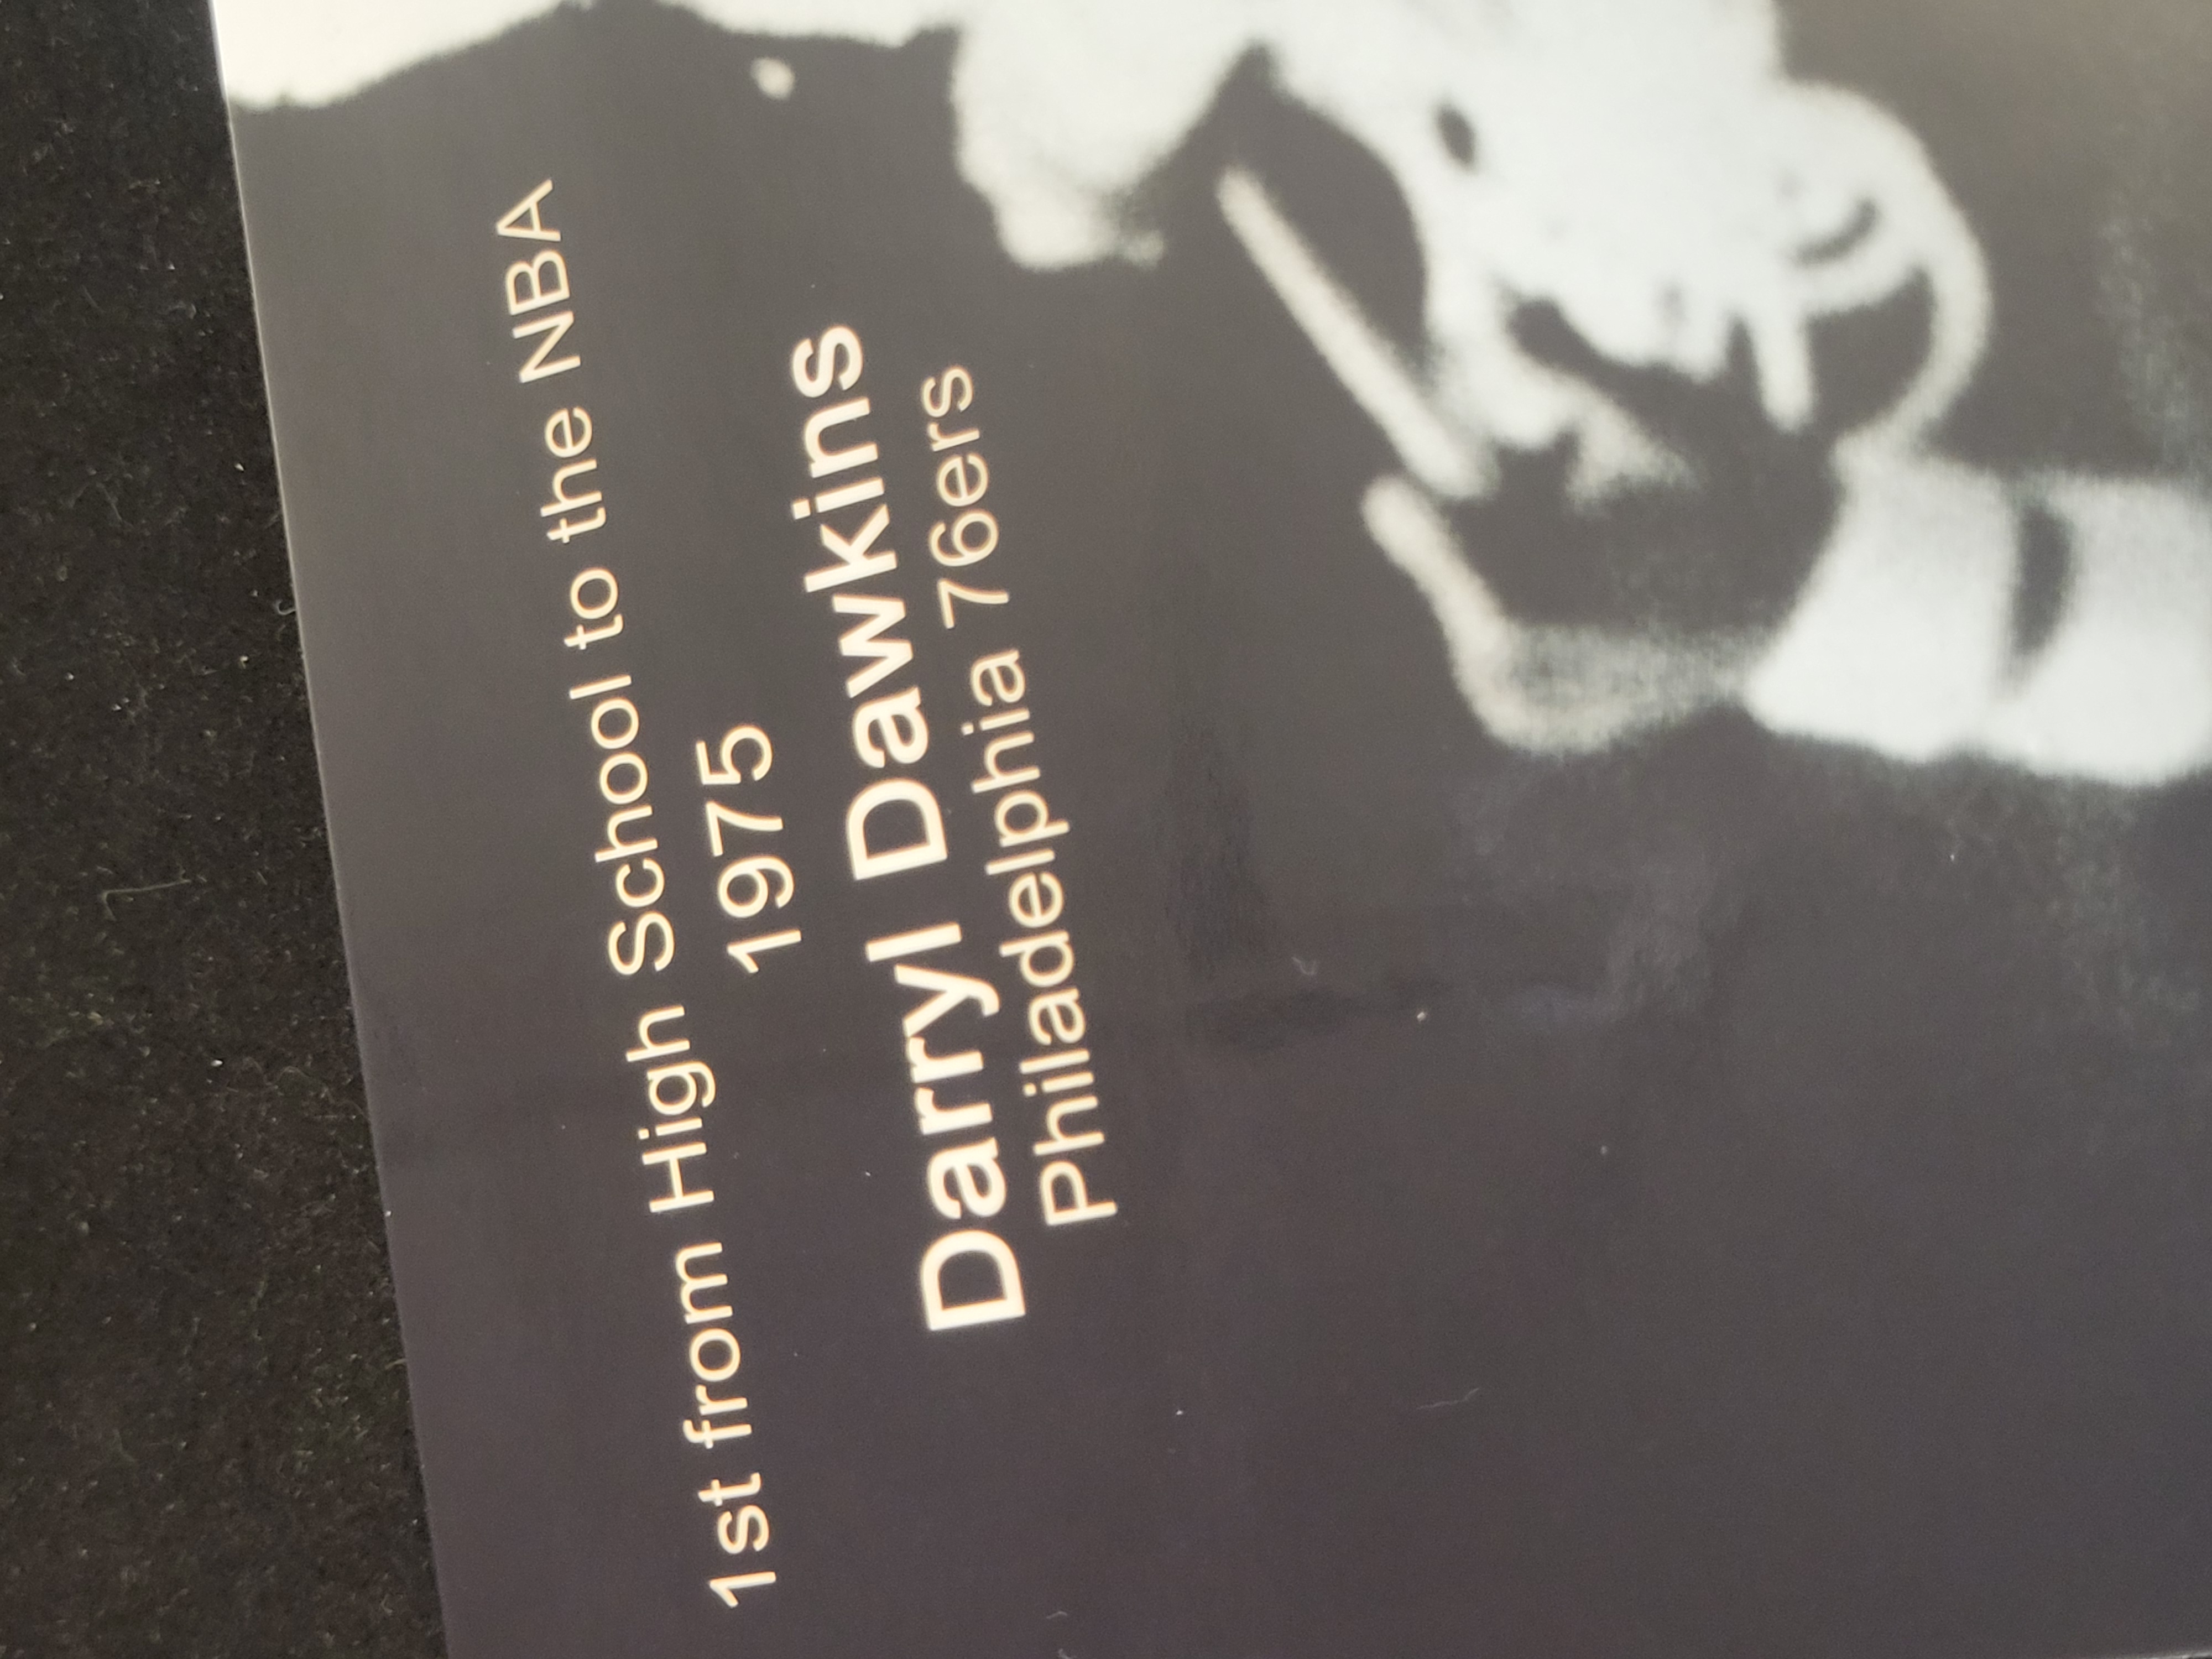 1st from High School to the NBA
1975
Darryl Dawkins
Philadelphia 76ers